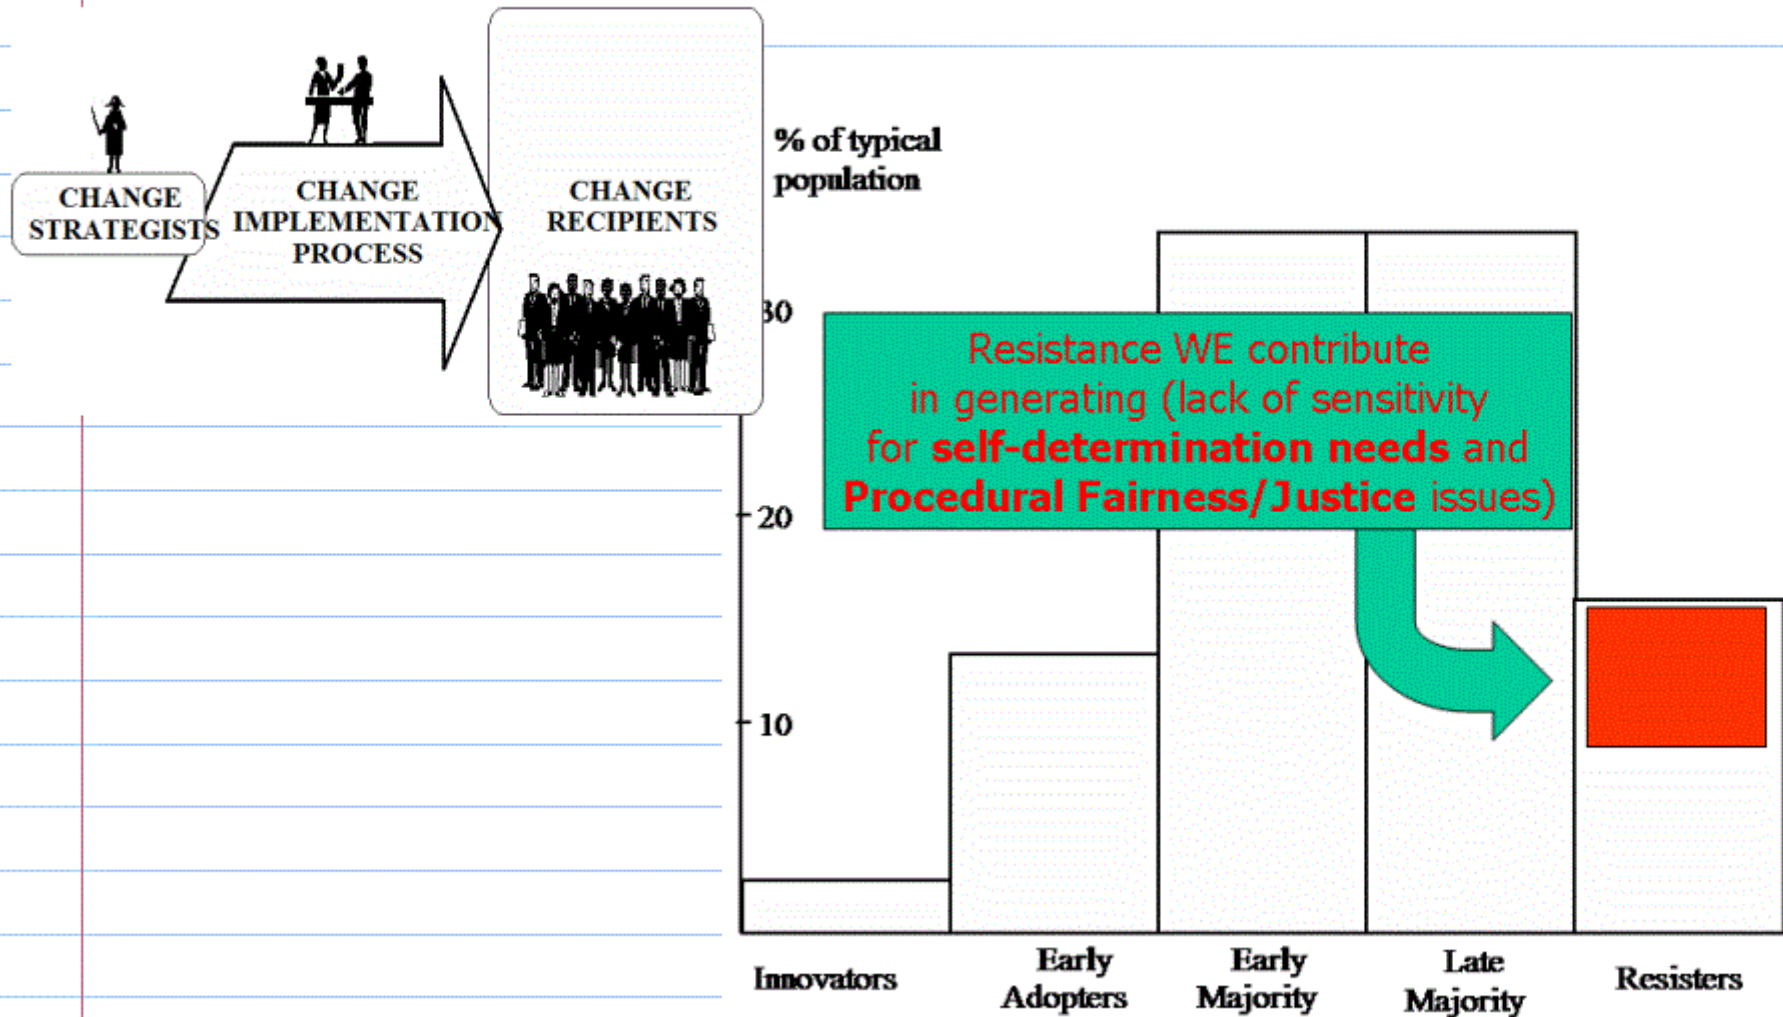 CHANGE
STRATEGISTS
CHANGE
IMPLEMENTATION
PROCESS
CHANGE
RECIPIENTS
% of typical
population
30
20
10
Resistance WE contribute
in generating (lack of sensitivity
for self-determination needs and
Procedural Fairness/Justice issues)
Innovators
Early
Adopters
Early
Majority
Late
Majority
Resisters